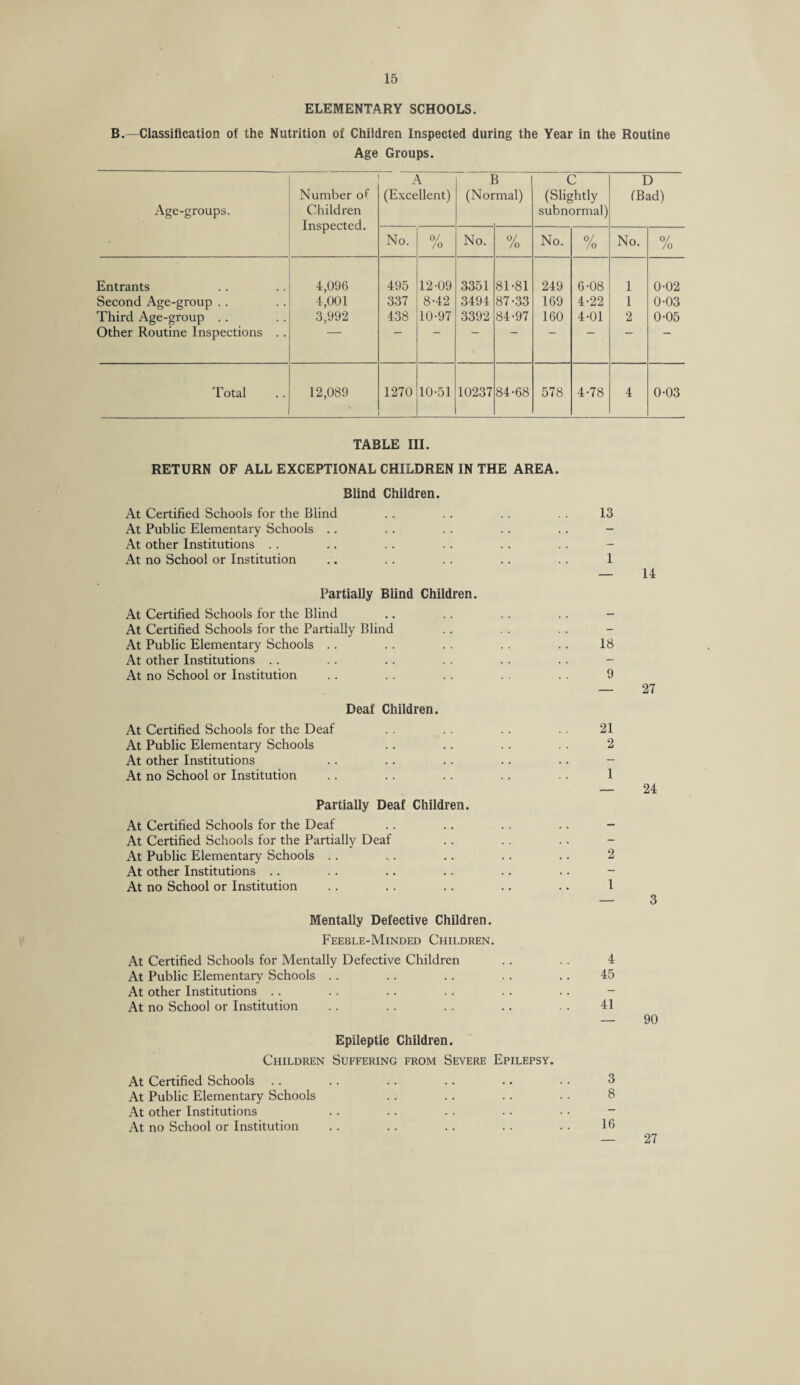 15
ELEMENTARY SCHOOLS.
B.—Classification of the Nutrition of Children Inspected during the Year in the Routine
Age Groups.
Age-groups. | Number of Children Inspected. | A (Excellent) | B (Normal) | C (Slightly subnormal) | D (Bad)
No. | % | No. | % | No. | % | No. | %
Entrants .. .. 4,096 | 495 | 12·09 | 3351 | 81·81 | 249 | 6·08 | 1 | 0·02
Second Age-group .. .. 4,001 | 337 | 8·42 | 3494 | 87·33 | 169 | 4·22 | 1 | 0·03
Third Age-group .. .. 3,992 | 438 | 10·97 | 3392 | 84·97 | 160 | 4·01 | 2 | 0·05
Other Routine Inspections .. — | – | – | – | – | – | – | – | –
Total .. 12,089 | 1270 | 10·51 | 10237 | 84·68 | 578 | 4·78 | 4 | 0·03
TABLE III.
RETURN OF ALL EXCEPTIONAL CHILDREN IN THE AREA.
Blind Children.
At Certified Schools for the Blind .. .. .. .. 13
At Public Elementary Schools .. .. .. .. .. –
At other Institutions .. .. .. .. .. .. –
At no School or Institution .. .. .. .. .. 1
— 14
Partially Blind Children.
At Certified Schools for the Blind .. .. .. .. –
At Certified Schools for the Partially Blind .. .. .. –
At Public Elementary Schools .. .. .. .. .. 18
At other Institutions .. .. .. .. .. .. –
At no School or Institution .. .. .. .. .. 9
— 27
Deaf Children.
At Certified Schools for the Deaf .. .. .. .. 21
At Public Elementary Schools .. .. .. .. 2
At other Institutions .. .. .. .. .. –
At no School or Institution .. .. .. .. .. 1
— 24
Partially Deaf Children.
At Certified Schools for the Deaf .. .. .. .. –
At Certified Schools for the Partially Deaf .. .. .. –
At Public Elementary Schools .. .. .. .. .. 2
At other Institutions .. .. .. .. .. .. –
At no School or Institution .. .. .. .. .. 1
— 3
Mentally Defective Children.
FEEBLE-MINDED CHILDREN.
At Certified Schools for Mentally Defective Children .. .. 4
At Public Elementary Schools .. .. .. .. .. 45
At other Institutions .. .. .. .. .. .. –
At no School or Institution .. .. .. .. .. 41
— 90
Epileptic Children.
CHILDREN SUFFERING FROM SEVERE EPILEPSY.
At Certified Schools .. .. .. .. .. .. 3
At Public Elementary Schools .. .. .. .. 8
At other Institutions .. .. .. .. .. –
At no School or Institution .. .. .. .. .. 16
— 27